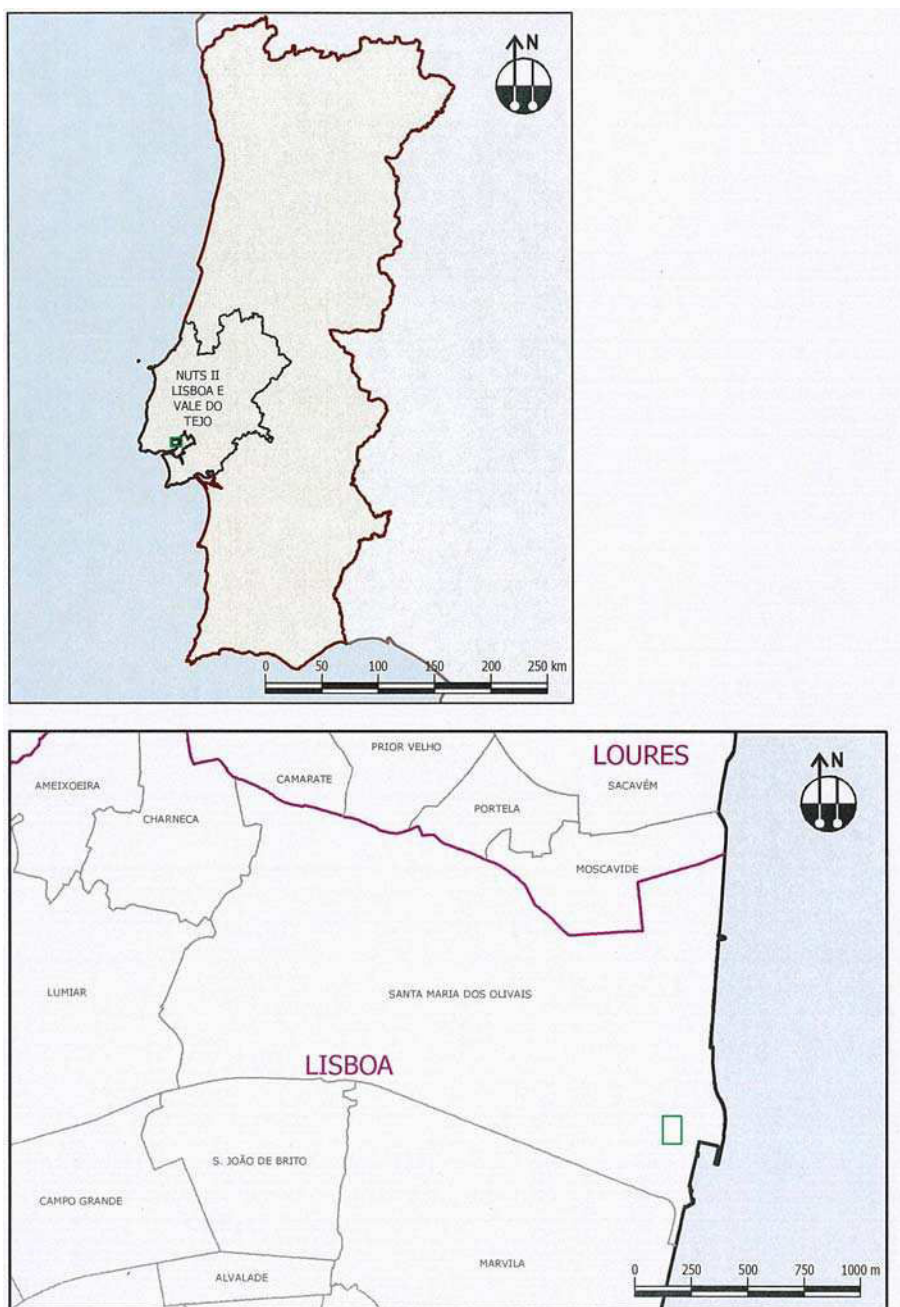 N
NUTS II
LISBOA E
VALE DO
TEJO
0 50 100 150 200 250 km
PRIOR VELHO
LOURES
N
AMEIXOEIRA
CAMARATE
SACAVÉM
CHARNECA
PORTELA
MOSCAVIDE
LUMIAR
SANTA MARIA DOS OLIVAIS
LISBOA
S. JOÃO DE BRITO
CAMPO GRANDE
MARVILA
ALVALADE
0 250 500 750 1000 m